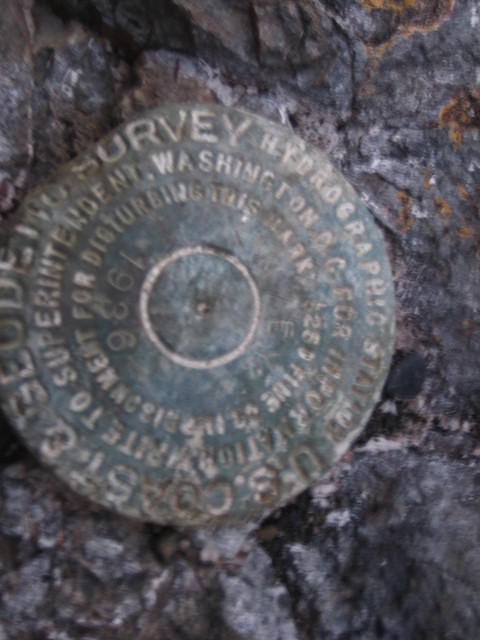 U.S. COAST & GEODETIC SURVEY HYDROGRAPHIC STATION
WRITE TO SUPERINTENDENT, WASHINGTON D.C. FOR INFORMATION
$250 FINE OR IMPRISONMENT FOR DISTURBING THIS MARK.
1936